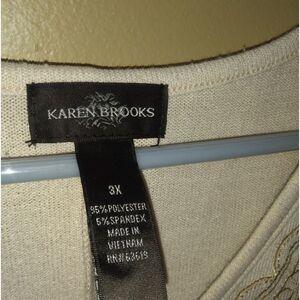 KAREN BROOKS
3X
95%POLYESTER
5%SPANDEX
MADE IN
VIETNAM
RN#63619